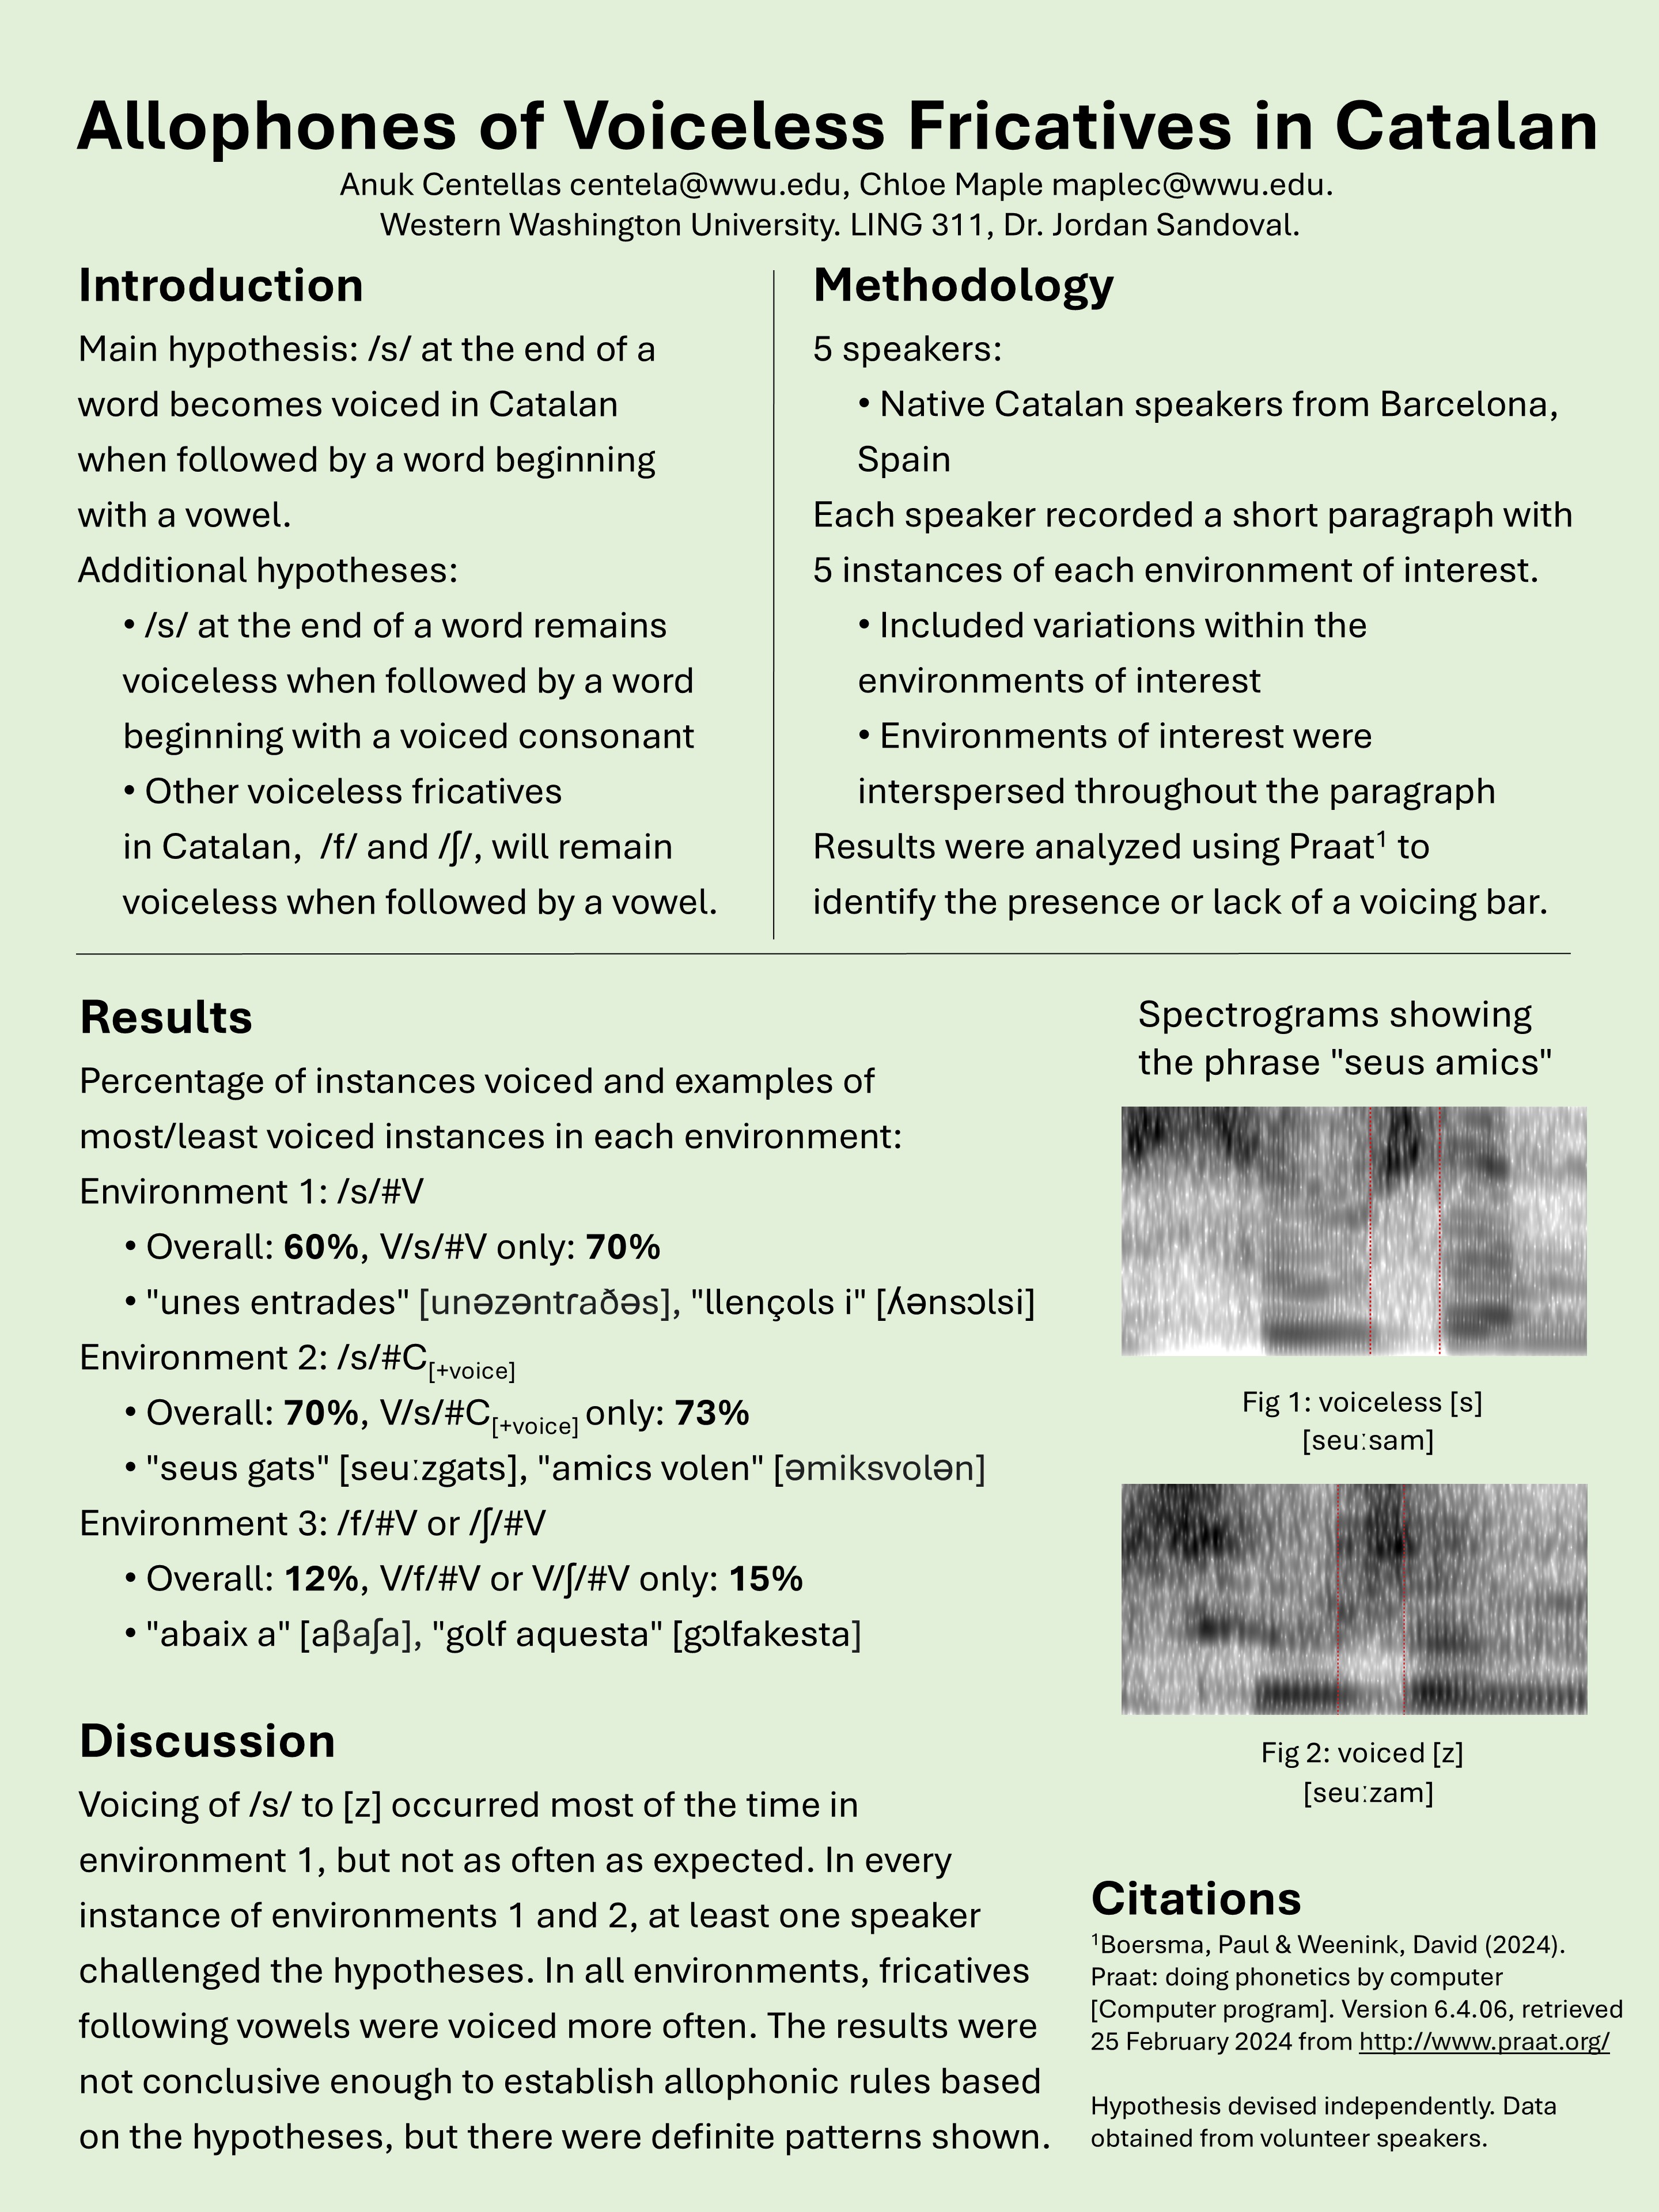 Allophones of Voiceless Fricatives in Catalan
Anuk Centellas centela@wwu.edu, Chloe Maple maplec@wwu.edu.
Western Washington University. LING 311, Dr. Jordan Sandoval.
Introduction
Main hypothesis: /s/ at the end of a
word becomes voiced in Catalan
when followed by a word beginning
with a vowel.
Additional hypotheses:
• /s/ at the end of a word remains
voiceless when followed by a word
beginning with a voiced consonant
• Other voiceless fricatives
in Catalan, /f/ and /ʃ/, will remain
voiceless when followed by a vowel.
Methodology
5 speakers:
• Native Catalan speakers from Barcelona,
Spain
Each speaker recorded a short paragraph with
5 instances of each environment of interest.
• Included variations within the
environments of interest
• Environments of interest were
interspersed throughout the paragraph
Results were analyzed using Praat¹ to
identify the presence or lack of a voicing bar.
Results
Percentage of instances voiced and examples of
most/least voiced instances in each environment:
Environment 1: /s/#V
• Overall: 60%, V/s/#V only: 70%
• "unes entrades" [unəzəntɾaðəs], "llençols i" [ʎənsɔlsi]
Environment 2: /s/#C[+voice]
• Overall: 70%, V/s/#C[+voice] only: 73%
• "seus gats" [seuːzgats], "amics volen" [əmiksvolən]
Environment 3: /f/#V or /ʃ/#V
• Overall: 12%, V/f/#V or V/ʃ/#V only: 15%
• "abaix a" [aβaʃa], "golf aquesta" [gɔlfakesta]
Discussion
Voicing of /s/ to [z] occurred most of the time in
environment 1, but not as often as expected. In every
instance of environments 1 and 2, at least one speaker
challenged the hypotheses. In all environments, fricatives
following vowels were voiced more often. The results were
not conclusive enough to establish allophonic rules based
on the hypotheses, but there were definite patterns shown.
Spectrograms showing
the phrase "seus amics"
Fig 1: voiceless [s]
[seuːsam]
Fig 2: voiced [z]
[seuːzam]
Citations
¹Boersma, Paul & Weenink, David (2024).
Praat: doing phonetics by computer
[Computer program]. Version 6.4.06, retrieved
25 February 2024 from http://www.praat.org/
Hypothesis devised independently. Data
obtained from volunteer speakers.